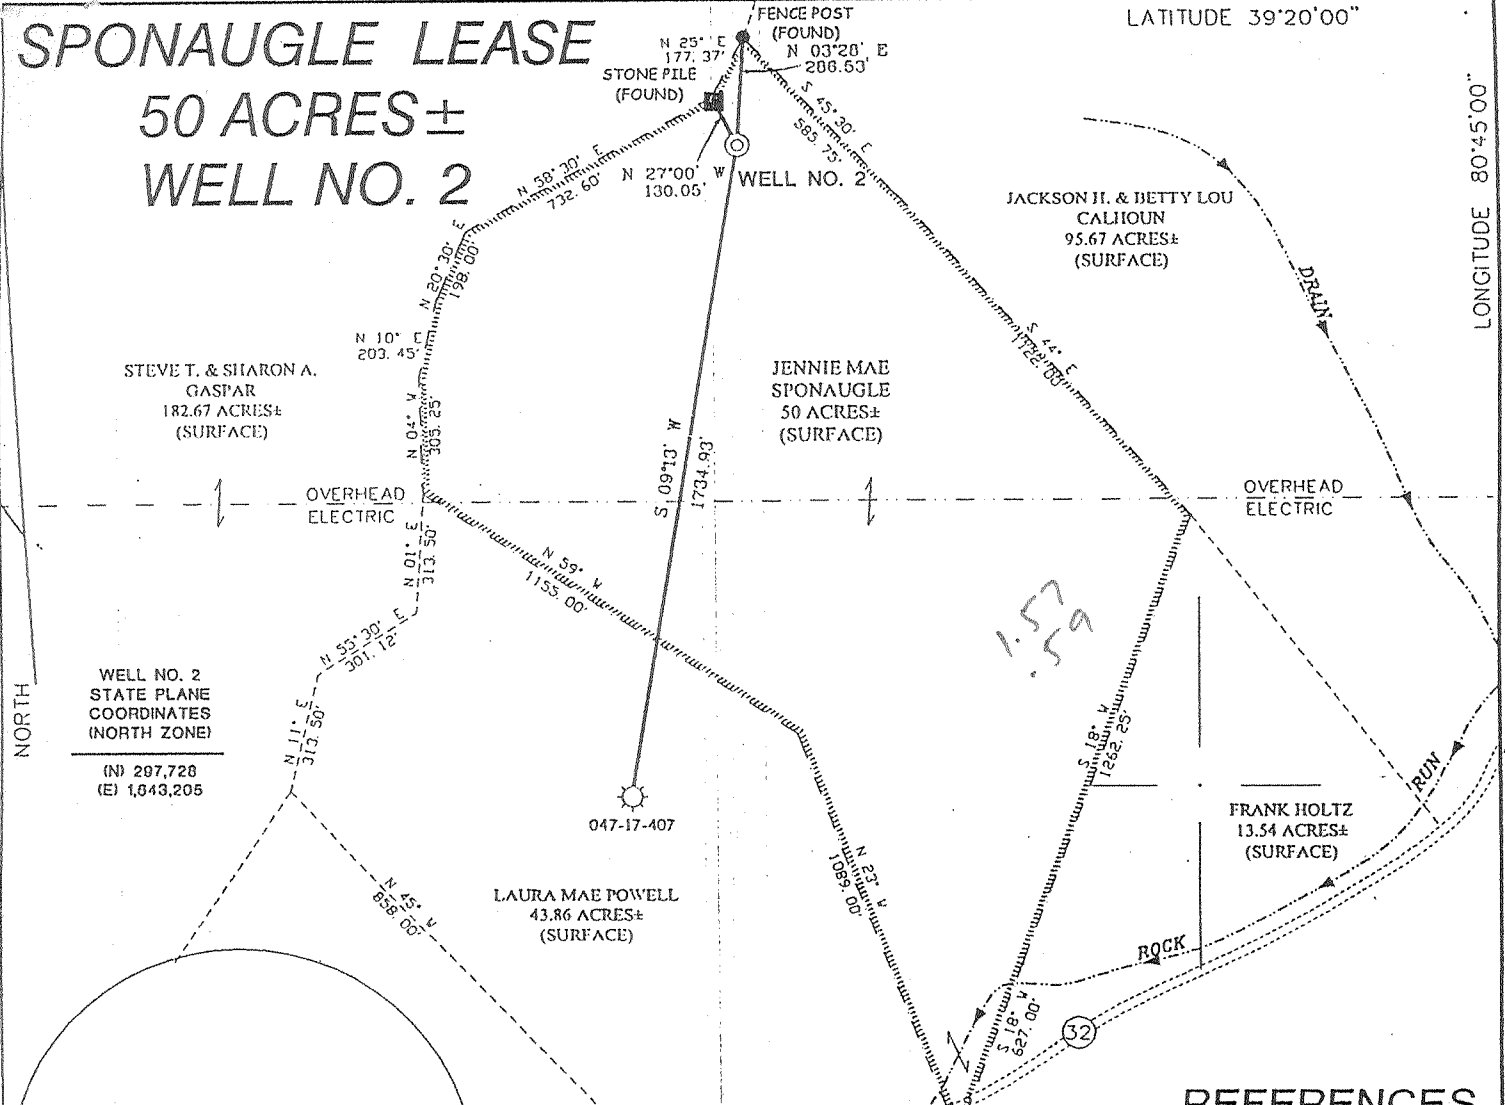 SPONAUGLE LEASE
50 ACRES±
WELL NO. 2
LATITUDE 39°20'00"
LONGITUDE 80°45'00"
FENCE POST
(FOUND)
N 03°28' E
286.53'
N 25° E
177.37'
STONE PILE
(FOUND)
S 45°30' E
585.75'
N 27°00' W
130.05'
WELL NO. 2
N 58°30' E
732.60'
N 20°30' E
198.00'
N 10° E
203.45'
N 04° W
305.25'
JACKSON H. & BETTY LOU
CALHOUN
95.67 ACRES±
(SURFACE)
DRAIN
S 44° E
1122.00'
STEVE T. & SHARON A.
GASPAR
182.67 ACRES±
(SURFACE)
JENNIE MAE
SPONAUGLE
50 ACRES±
(SURFACE)
S 09°13' W
1734.93'
OVERHEAD
ELECTRIC
OVERHEAD
ELECTRIC
N 01° E
313.50'
N 59° W
1155.00'
N 55°30' E
301.12'
1.57
.59
NORTH
WELL NO. 2
STATE PLANE
COORDINATES
(NORTH ZONE)
(N) 297,728
(E) 1,643,205
N 11° E
313.50'
S 18° W
1262.25'
RUN
047-17-407
FRANK HOLTZ
13.54 ACRES±
(SURFACE)
N 23° W
1089.00'
N 45° W
858.00'
LAURA MAE POWELL
43.86 ACRES±
(SURFACE)
ROCK
S 18° W
627.00'
32
REFERENCES